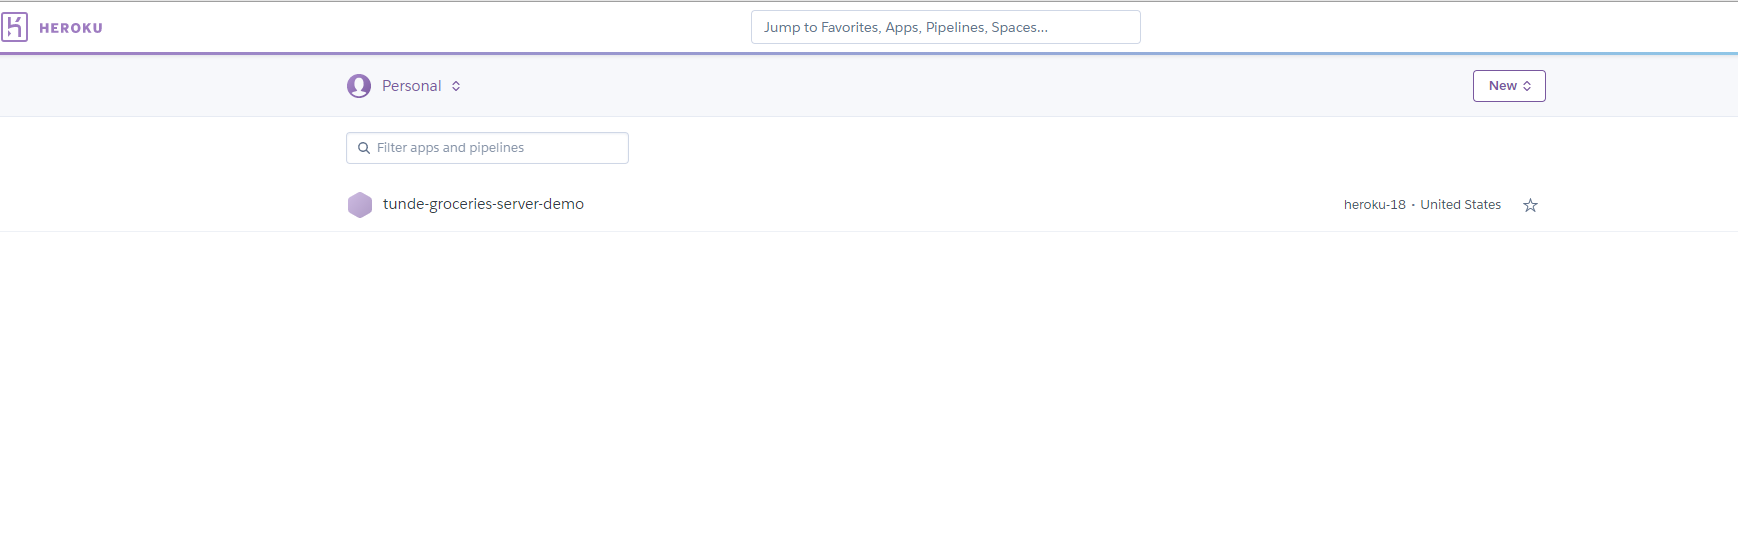 HEROKU
Jump to Favorites, Apps, Pipelines, Spaces...
Personal
New
Filter apps and pipelines
tunde-groceries-server-demo
heroku-18 • United States